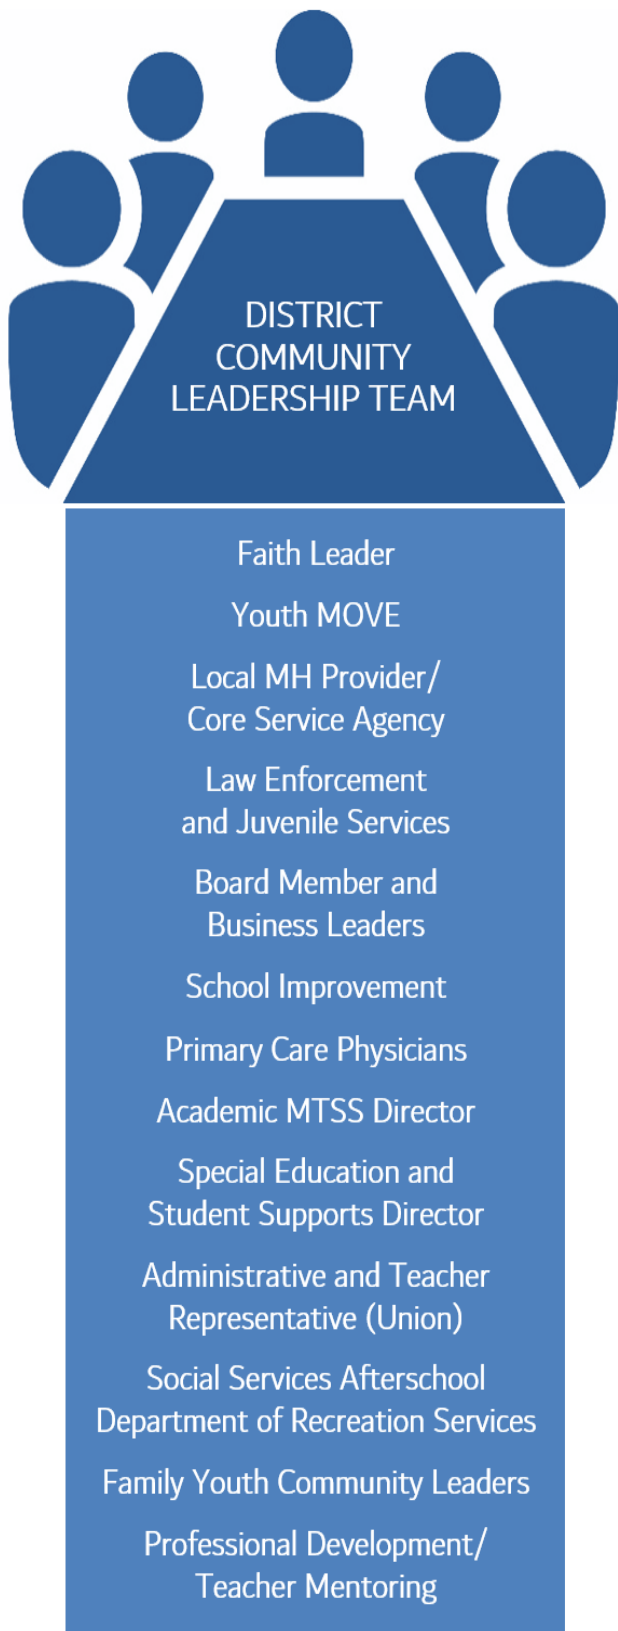 DISTRICT
COMMUNITY
LEADERSHIP TEAM
Faith Leader
Youth MOVE
Local MH Provider/
Core Service Agency
Law Enforcement
and Juvenile Services
Board Member and
Business Leaders
School Improvement
Primary Care Physicians
Academic MTSS Director
Special Education and
Student Supports Director
Administrative and Teacher
Representative (Union)
Social Services Afterschool
Department of Recreation Services
Family Youth Community Leaders
Professional Development/
Teacher Mentoring